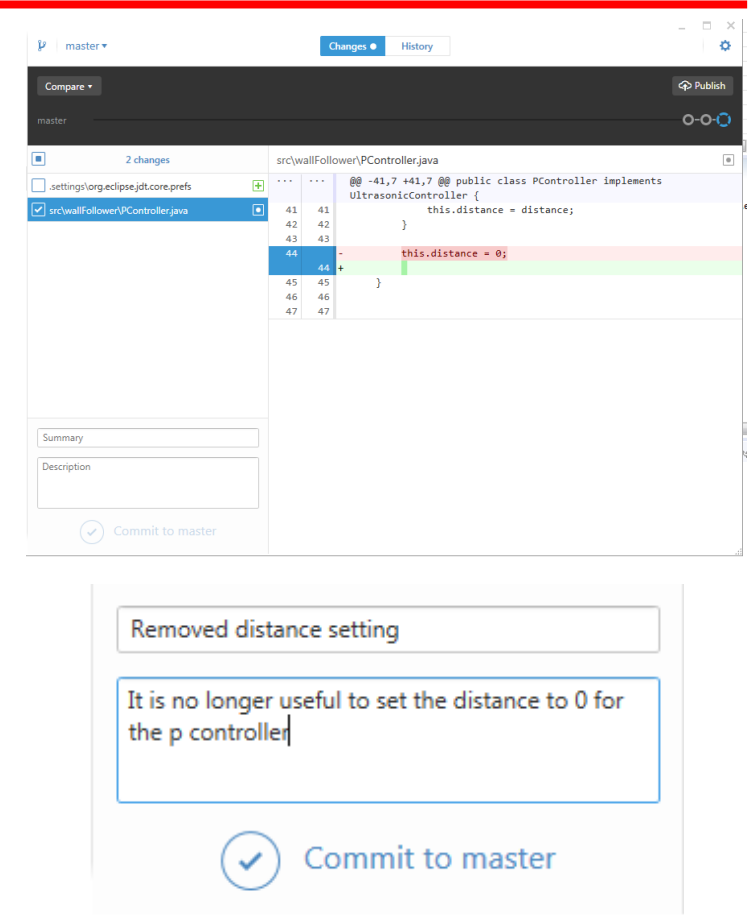 master
Changes
History
Compare
Publish
master
2 changes
src\wallFollower\PController.java
.settings\org.eclipse.jdt.core.prefs
src\wallFollower\PController.java
... ... @@ -41,7 +41,7 @@ public class PController implements
UltrasonicController {
41 41 this.distance = distance;
42 42 }
43 43
44 - this.distance = 0;
44 +
45 45 }
46 46
47 47
Summary
Description
Commit to master
Removed distance setting
It is no longer useful to set the distance to 0 for
the p controller
Commit to master